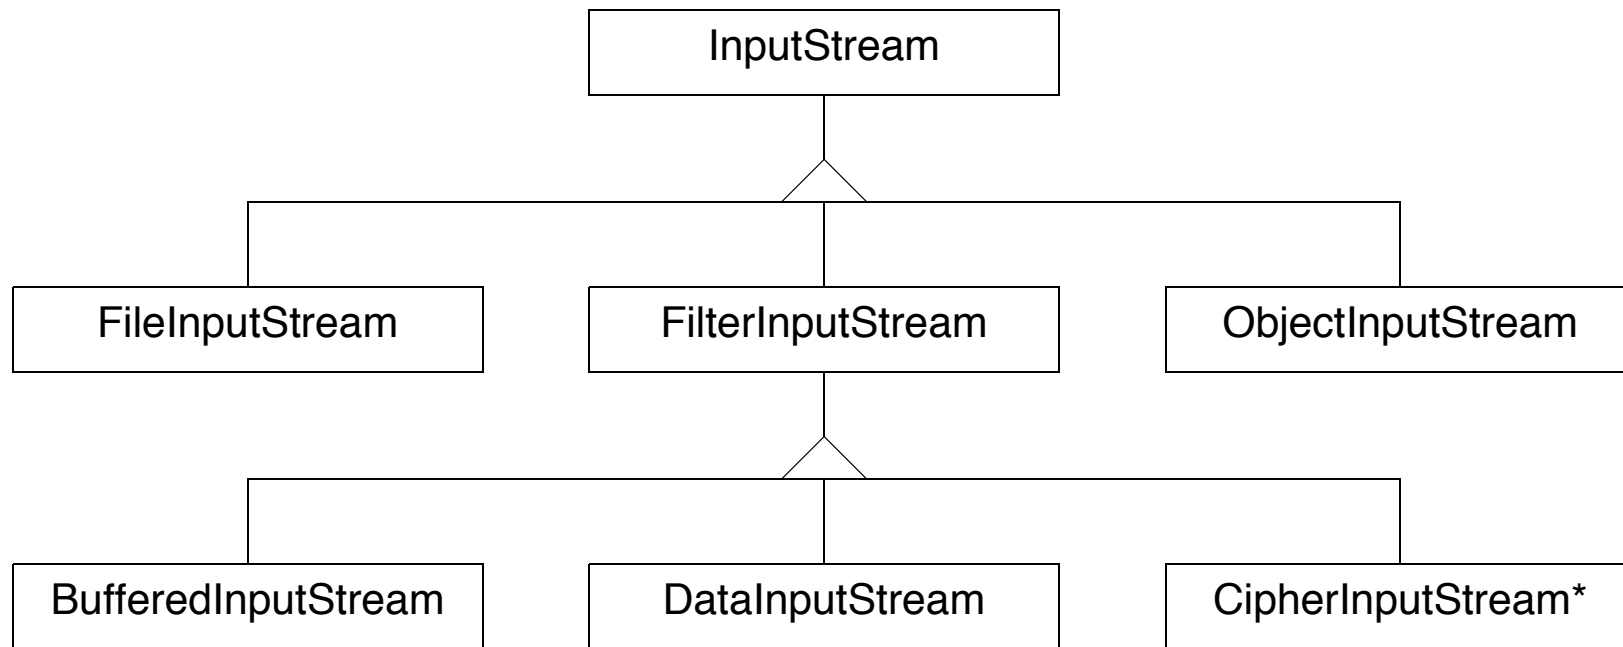 InputStream
FileInputStream
FilterInputStream
ObjectInputStream
BufferedInputStream
DataInputStream
CipherInputStream*